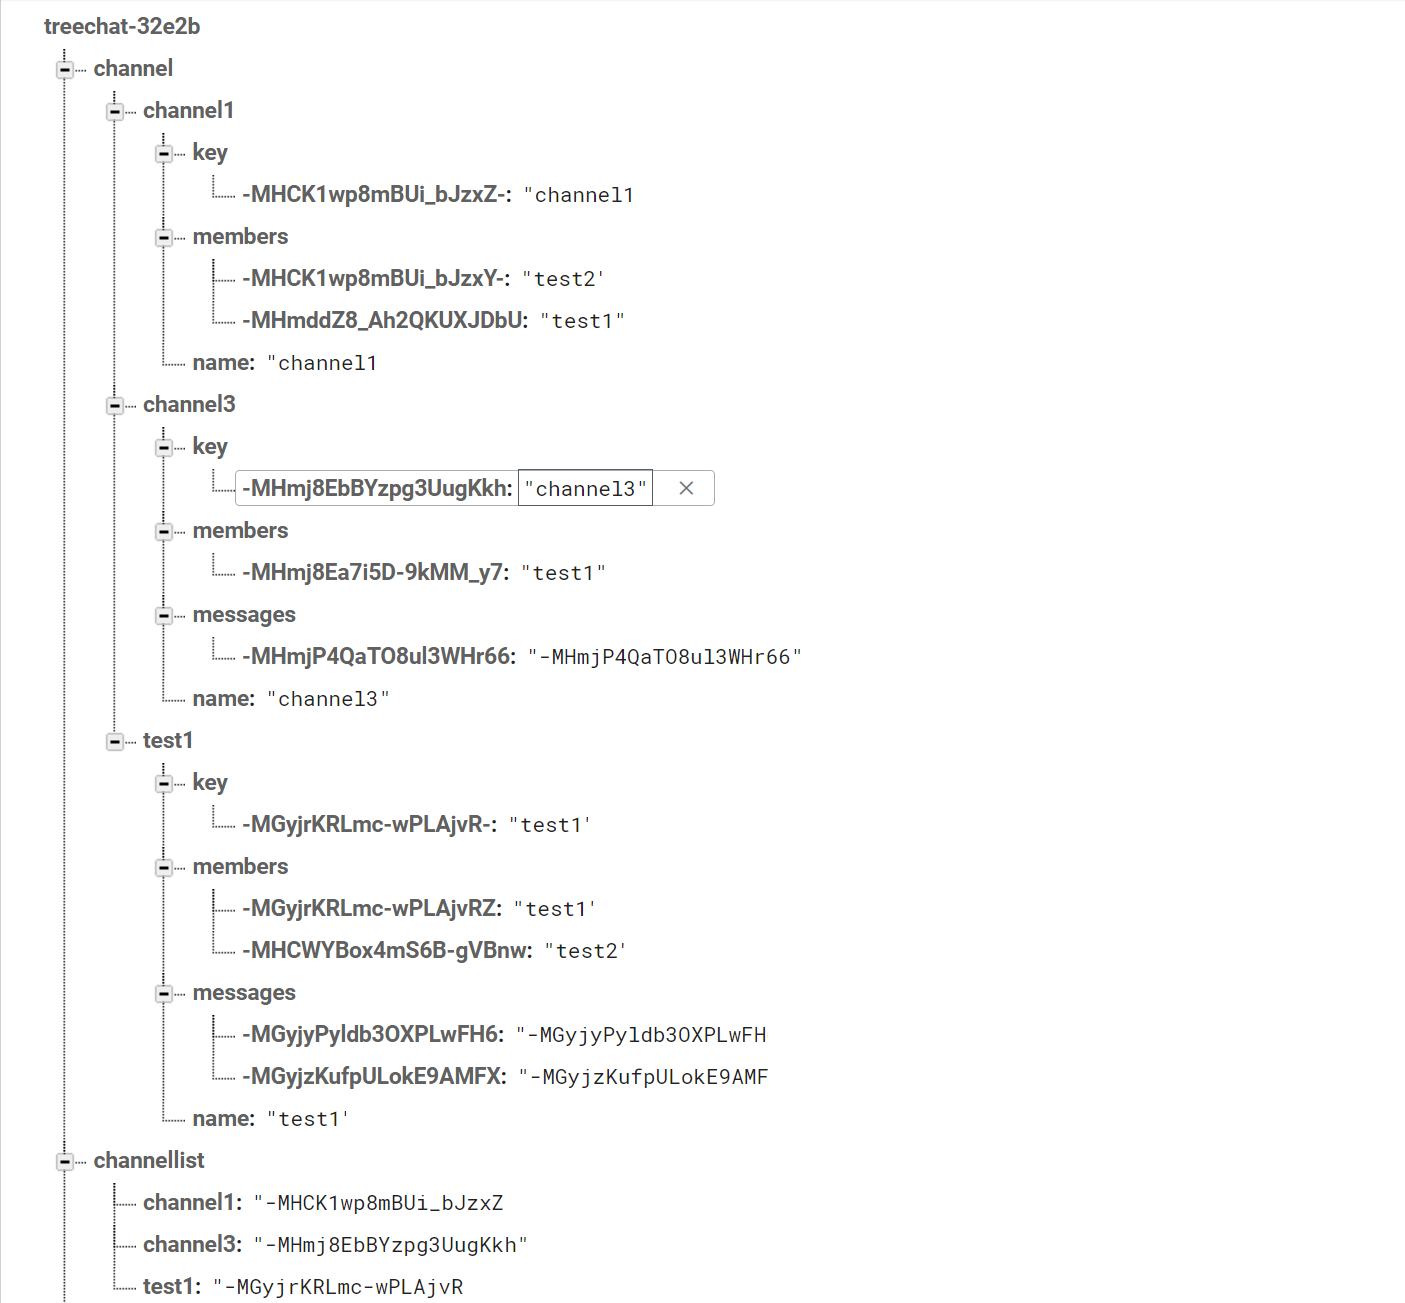 treechat-32e2b
channel
channel1
key
-MHCK1wp8mBUi_bJzxZ-: "channel1
members
-MHCK1wp8mBUi_bJzxY-: "test2'
-MHmddZ8_Ah2QKUXJDbU: "test1"
name: "channel1
channel3
key
-MHmj8EbBYzpg3UugKkh: "channel3" ×
members
-MHmj8Ea7i5D-9kMM_y7: "test1"
messages
-MHmjP4QaTO8ul3WHr66: "-MHmjP4QaTO8ul3WHr66"
name: "channel3"
test1
key
-MGyjrKRLmc-wPLAjvR-: "test1'
members
-MGyjrKRLmc-wPLAjvRZ: "test1'
-MHCWYBox4mS6B-gVBnw: "test2'
messages
-MGyjyPyldb3OXPLwFH6: "-MGyjyPyldb3OXPLwFH
-MGyjzKufpULokE9AMFX: "-MGyjzKufpULokE9AMF
name: "test1'
channellist
channel1: "-MHCK1wp8mBUi_bJzxZ
channel3: "-MHmj8EbBYzpg3UugKkh"
test1: "-MGyjrKRLmc-wPLAjvR